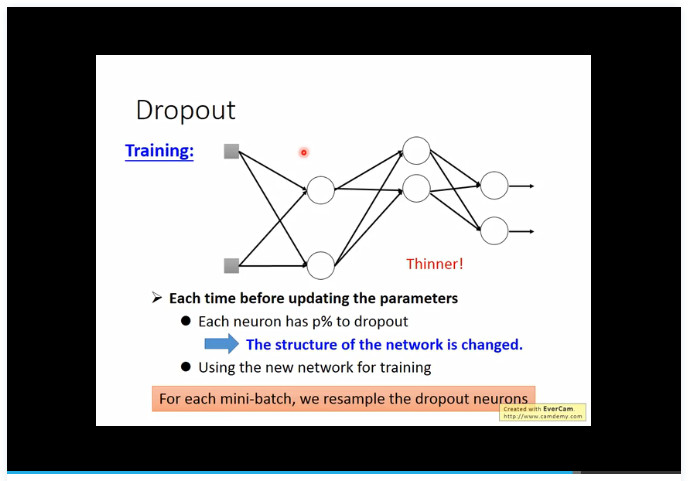 Dropout
Training:
Thinner!
➢ Each time before updating the parameters
● Each neuron has p% to dropout
The structure of the network is changed.
● Using the new network for training
For each mini-batch, we resample the dropout neurons
Created with EverCam
http://www.camdemy.com